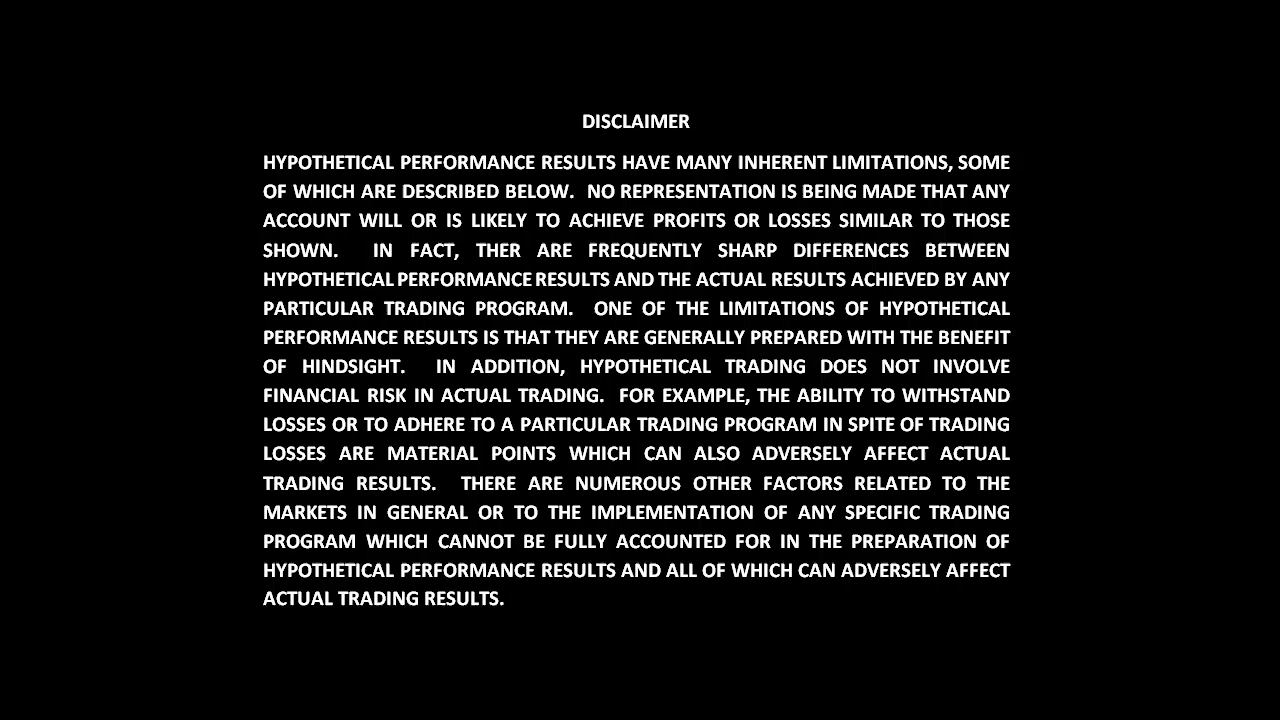 DISCLAIMER
HYPOTHETICAL PERFORMANCE RESULTS HAVE MANY INHERENT LIMITATIONS, SOME
OF WHICH ARE DESCRIBED BELOW. NO REPRESENTATION IS BEING MADE THAT ANY
ACCOUNT WILL OR IS LIKELY TO ACHIEVE PROFITS OR LOSSES SIMILAR TO THOSE
SHOWN. IN FACT, THER ARE FREQUENTLY SHARP DIFFERENCES BETWEEN
HYPOTHETICAL PERFORMANCE RESULTS AND THE ACTUAL RESULTS ACHIEVED BY ANY
PARTICULAR TRADING PROGRAM. ONE OF THE LIMITATIONS OF HYPOTHETICAL
PERFORMANCE RESULTS IS THAT THEY ARE GENERALLY PREPARED WITH THE BENEFIT
OF HINDSIGHT. IN ADDITION, HYPOTHETICAL TRADING DOES NOT INVOLVE
FINANCIAL RISK IN ACTUAL TRADING. FOR EXAMPLE, THE ABILITY TO WITHSTAND
LOSSES OR TO ADHERE TO A PARTICULAR TRADING PROGRAM IN SPITE OF TRADING
LOSSES ARE MATERIAL POINTS WHICH CAN ALSO ADVERSELY AFFECT ACTUAL
TRADING RESULTS. THERE ARE NUMEROUS OTHER FACTORS RELATED TO THE
MARKETS IN GENERAL OR TO THE IMPLEMENTATION OF ANY SPECIFIC TRADING
PROGRAM WHICH CANNOT BE FULLY ACCOUNTED FOR IN THE PREPARATION OF
HYPOTHETICAL PERFORMANCE RESULTS AND ALL OF WHICH CAN ADVERSELY AFFECT
ACTUAL TRADING RESULTS.